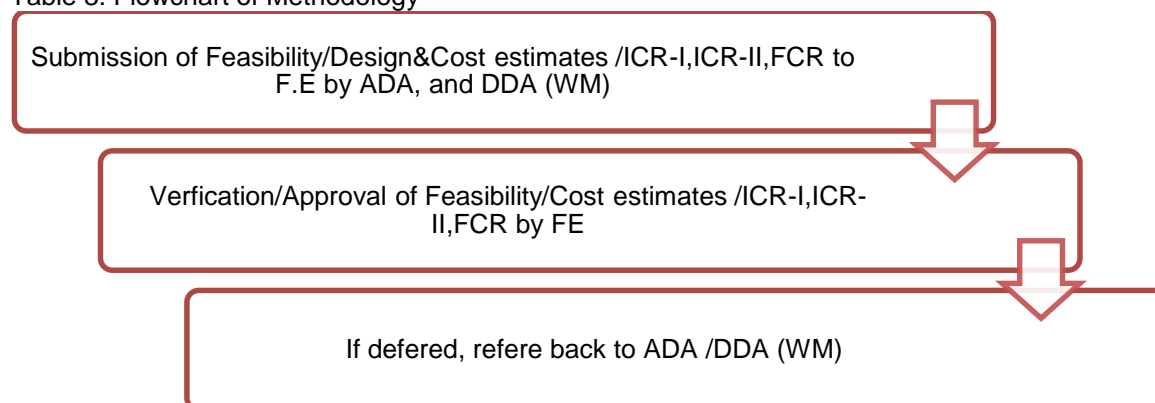 Table 3: Flowchart of Methodology
Submission of Feasibility/Design&Cost estimates /ICR-I,ICR-II,FCR to
F.E by ADA, and DDA (WM)
Verfication/Approval of Feasibility/Cost estimates /ICR-I,ICR-
II,FCR by FE
If defered, refere back to ADA /DDA (WM)